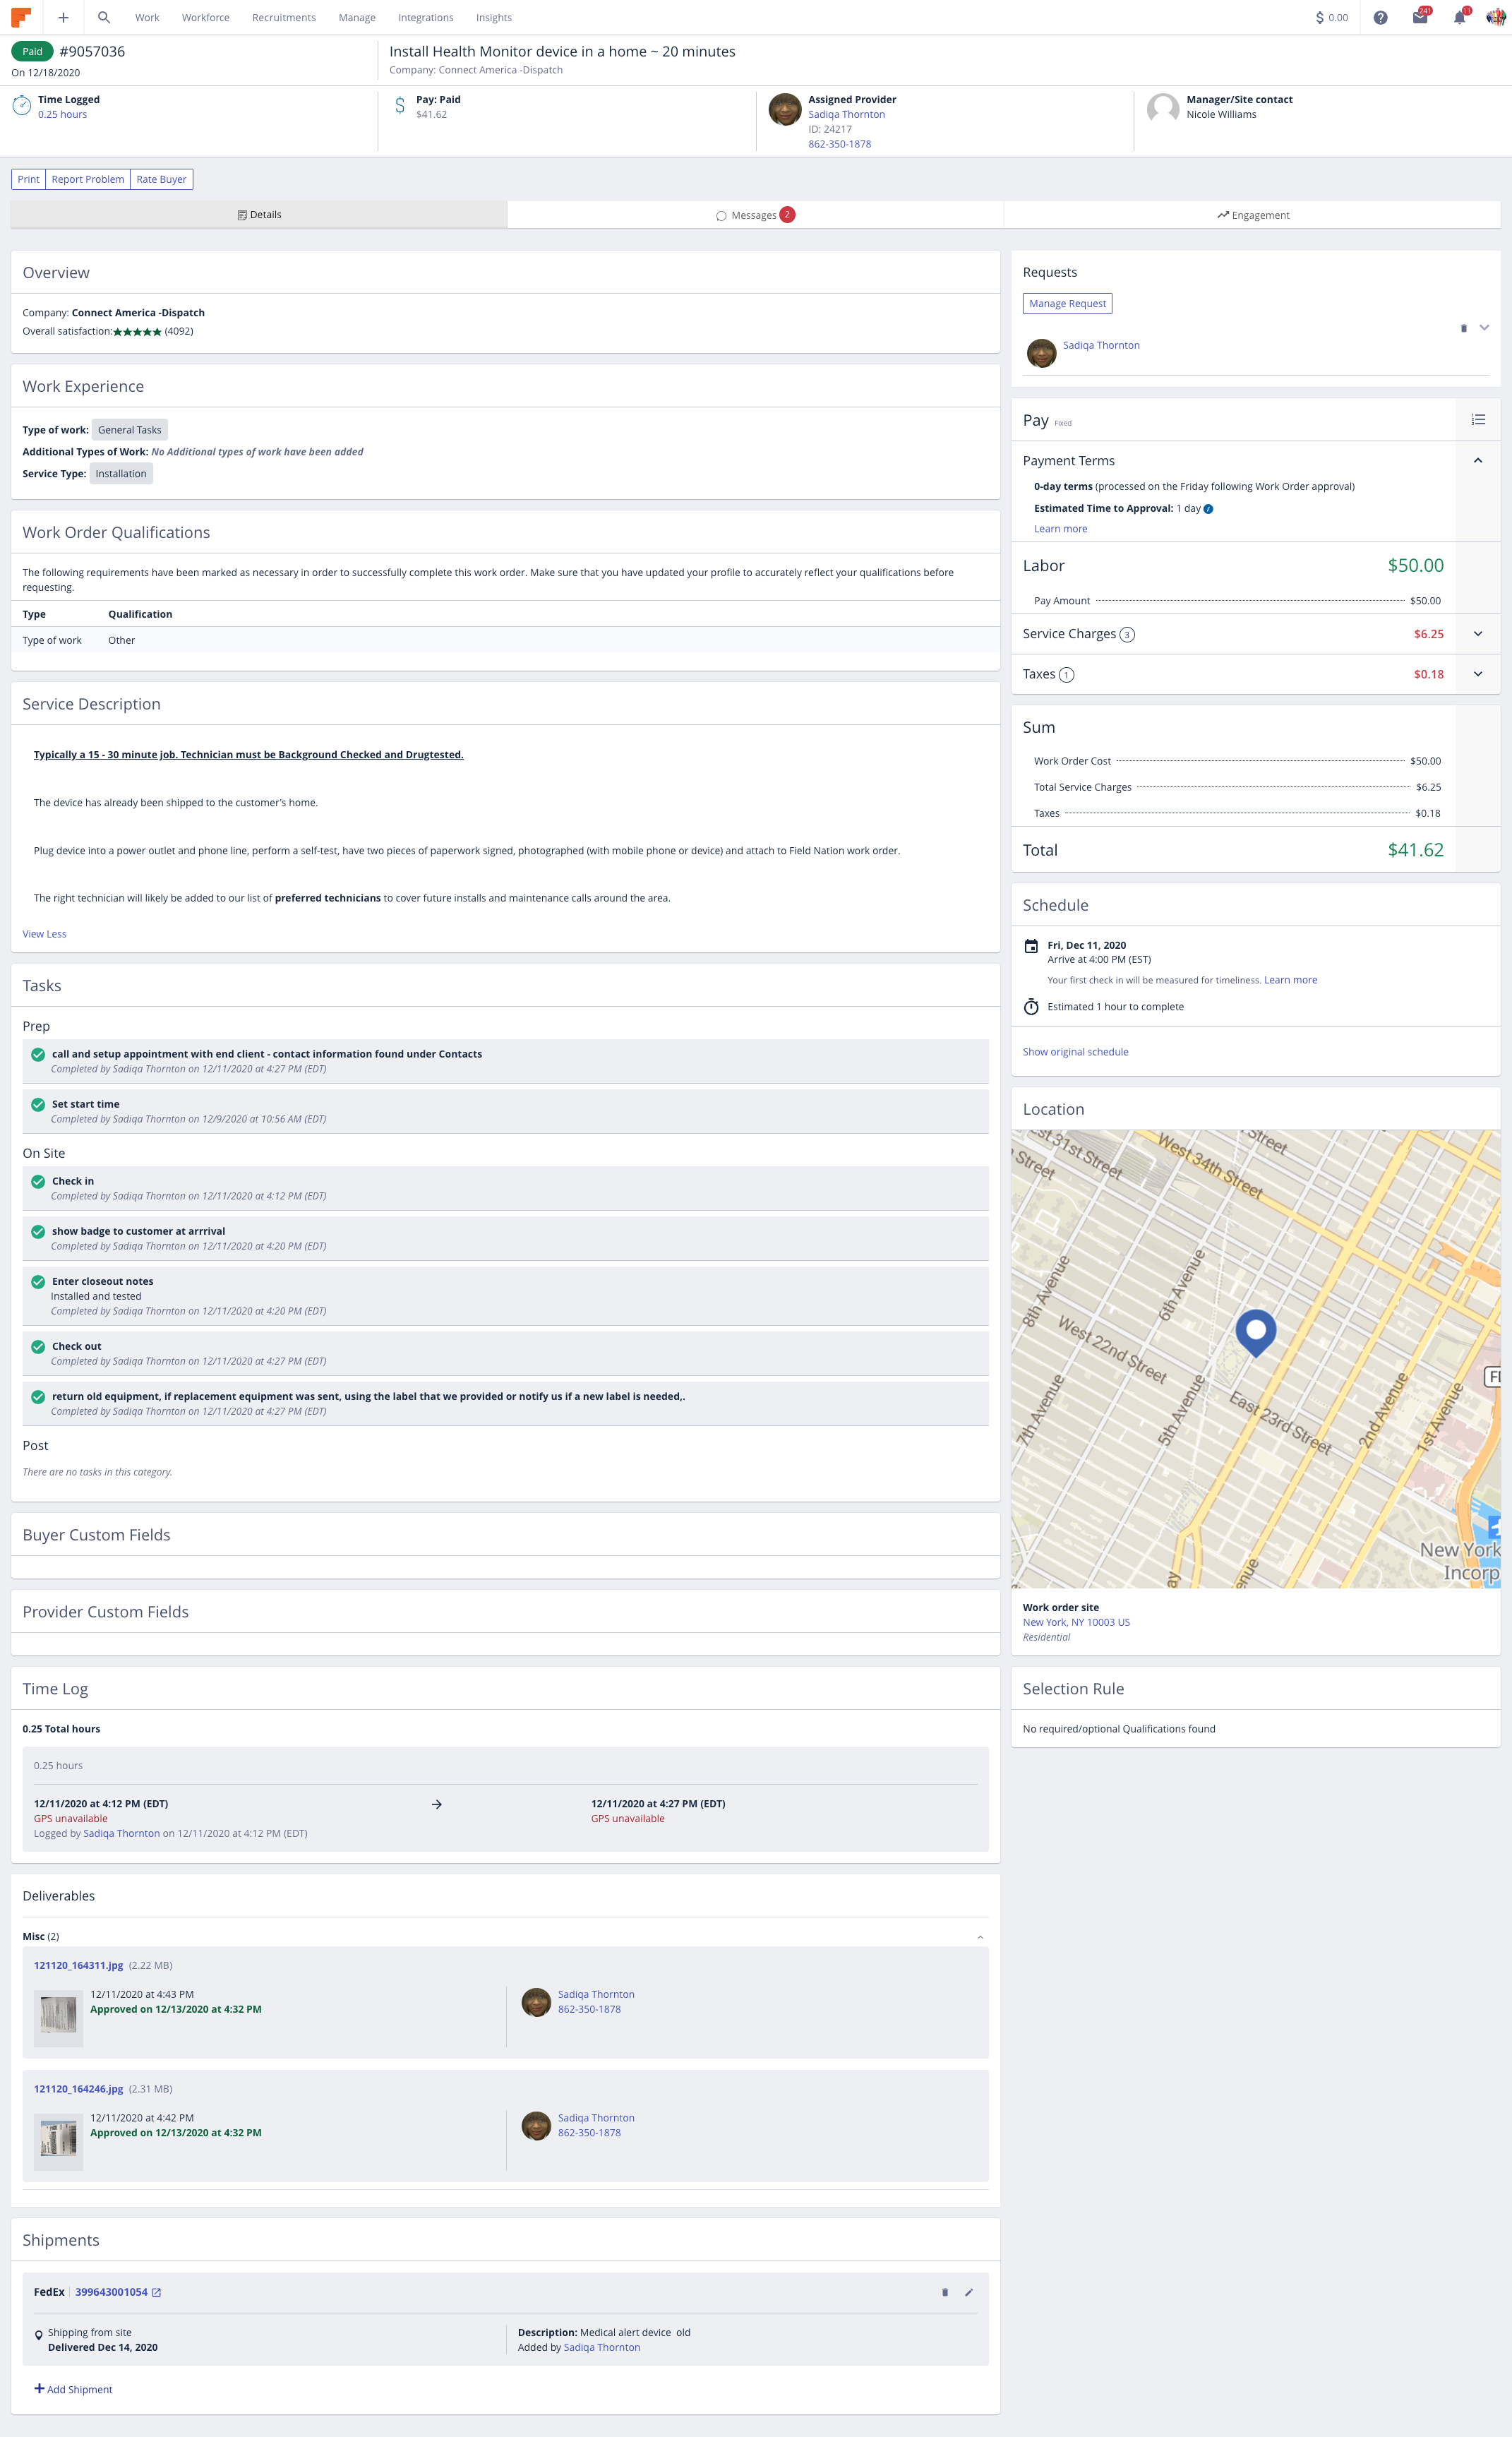 Work Workforce Recruitments Manage Integrations Insights $ 0.00 241 11
Paid #9057036
On 12/18/2020
Install Health Monitor device in a home ~ 20 minutes
Company: Connect America -Dispatch
Time Logged
0.25 hours
Pay: Paid
$41.62
Assigned Provider
Sadiqa Thornton
ID: 24217
862-350-1878
Manager/Site contact
Nicole Williams
Print Report Problem Rate Buyer
Details Messages 2 Engagement
Overview
Company: Connect America -Dispatch
Overall satisfaction:★★★★★ (4092)
Work Experience
Type of work: General Tasks
Additional Types of Work: No Additional types of work have been added
Service Type: Installation
Work Order Qualifications
The following requirements have been marked as necessary in order to successfully complete this work order. Make sure that you have updated your profile to accurately reflect your qualifications before
requesting.
Type Qualification
Type of work Other
Service Description
Typically a 15 - 30 minute job. Technician must be Background Checked and Drugtested.
The device has already been shipped to the customer's home.
Plug device into a power outlet and phone line, perform a self-test, have two pieces of paperwork signed, photographed (with mobile phone or device) and attach to Field Nation work order.
The right technician will likely be added to our list of preferred technicians to cover future installs and maintenance calls around the area.
View Less
Tasks
Prep
call and setup appointment with end client - contact information found under Contacts
Completed by Sadiqa Thornton on 12/11/2020 at 4:27 PM (EDT)
Set start time
Completed by Sadiqa Thornton on 12/9/2020 at 10:56 AM (EDT)
On Site
Check in
Completed by Sadiqa Thornton on 12/11/2020 at 4:12 PM (EDT)
show badge to customer at arrrival
Completed by Sadiqa Thornton on 12/11/2020 at 4:20 PM (EDT)
Enter closeout notes
Installed and tested
Completed by Sadiqa Thornton on 12/11/2020 at 4:20 PM (EDT)
Check out
Completed by Sadiqa Thornton on 12/11/2020 at 4:27 PM (EDT)
return old equipment, if replacement equipment was sent, using the label that we provided or notify us if a new label is needed,.
Completed by Sadiqa Thornton on 12/11/2020 at 4:27 PM (EDT)
Post
There are no tasks in this category.
Buyer Custom Fields
Provider Custom Fields
Time Log
0.25 Total hours
0.25 hours
12/11/2020 at 4:12 PM (EDT) 12/11/2020 at 4:27 PM (EDT)
GPS unavailable GPS unavailable
Logged by Sadiqa Thornton on 12/11/2020 at 4:12 PM (EDT)
Deliverables
Misc (2)
121120_164311.jpg (2.22 MB)
12/11/2020 at 4:43 PM
Approved on 12/13/2020 at 4:32 PM
Sadiqa Thornton
862-350-1878
121120_164246.jpg (2.31 MB)
12/11/2020 at 4:42 PM
Approved on 12/13/2020 at 4:32 PM
Sadiqa Thornton
862-350-1878
Shipments
FedEx 399643001054
Shipping from site
Delivered Dec 14, 2020
Description: Medical alert device old
Added by Sadiqa Thornton
Add Shipment
Requests
Manage Request
Sadiqa Thornton
Pay Fixed
Payment Terms
0-day terms (processed on the Friday following Work Order approval)
Estimated Time to Approval: 1 day
Learn more
Labor $50.00
Pay Amount $50.00
Service Charges 3 $6.25
Taxes 1 $0.18
Sum
Work Order Cost $50.00
Total Service Charges $6.25
Taxes $0.18
Total $41.62
Schedule
Fri, Dec 11, 2020
Arrive at 4:00 PM (EST)
Your first check in will be measured for timeliness. Learn more
Estimated 1 hour to complete
Show original schedule
Location
st 31st Street
West 34th Street
Street
Street
8th Avenue
6th Avenue
West 22nd Street
7th Avenue
5th Avenue
East 23rd Street
2nd Avenue
1st Avenue
ay
enue
New York
Incorp
Work order site
New York, NY 10003 US
Residential
Selection Rule
No required/optional Qualifications found